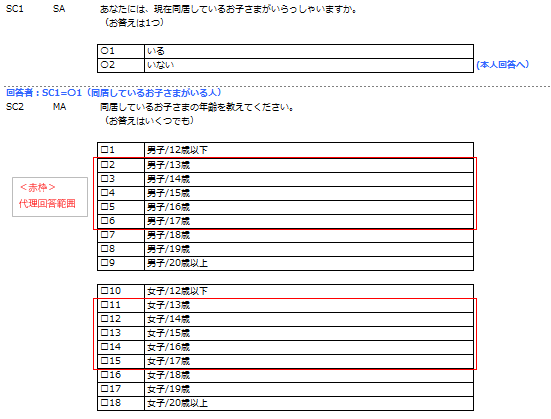 SC1 SA あなたには、現在同居しているお子さまがいらっしゃいますか。
（お答えは1つ）
〇1 いる
〇2 いない (本人回答へ)
回答者：SC1=〇1（同居しているお子さまがいる人）
SC2 MA 同居しているお子さまの年齢を教えてください。
（お答えはいくつでも）
□1 男子/12歳以下
□2 男子/13歳
□3 男子/14歳
□4 男子/15歳
□5 男子/16歳
□6 男子/17歳
□7 男子/18歳
□8 男子/19歳
□9 男子/20歳以上
＜赤枠＞
代理回答範囲
□10 女子/12歳以下
□11 女子/13歳
□12 女子/14歳
□13 女子/15歳
□14 女子/16歳
□15 女子/17歳
□16 女子/18歳
□17 女子/19歳
□18 女子/20歳以上